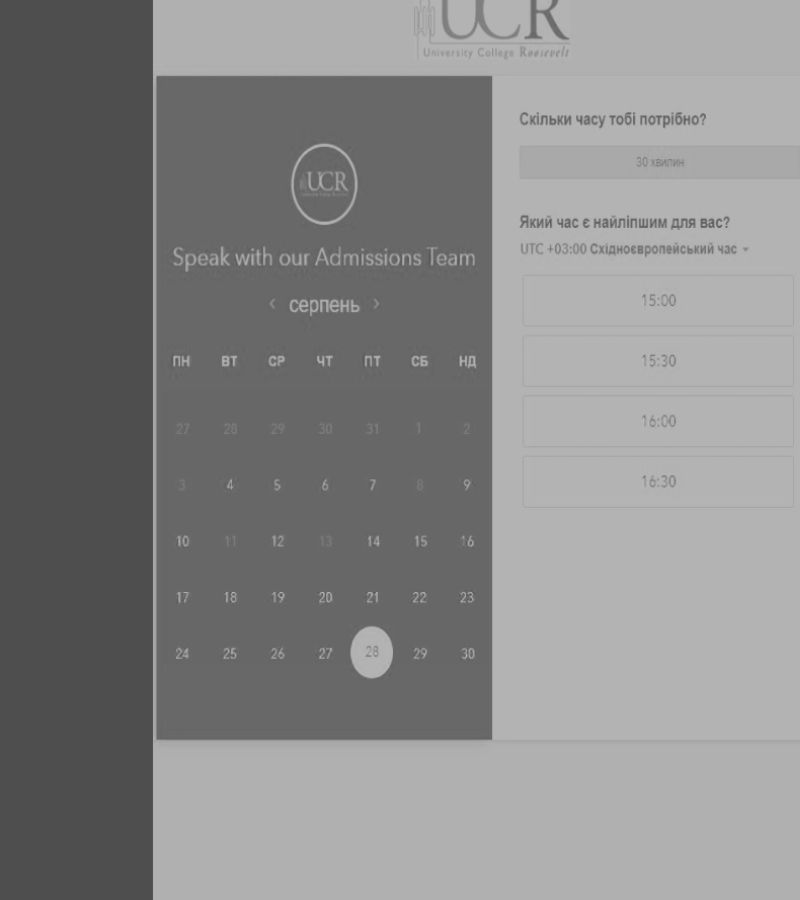 UCR
University College Roosevelt
UCR
Speak with our Admissions Team
‹ серпень ›
ПН ВТ СР ЧТ ПТ СБ НД
27 28 29 30 31 1 2
3 4 5 6 7 8 9
10 11 12 13 14 15 16
17 18 19 20 21 22 23
24 25 26 27 28 29 30
Скільки часу тобі потрібно?
30 хвилин
Який час є найліпшим для вас?
UTC +03:00 Східноєвропейський час
15:00
15:30
16:00
16:30